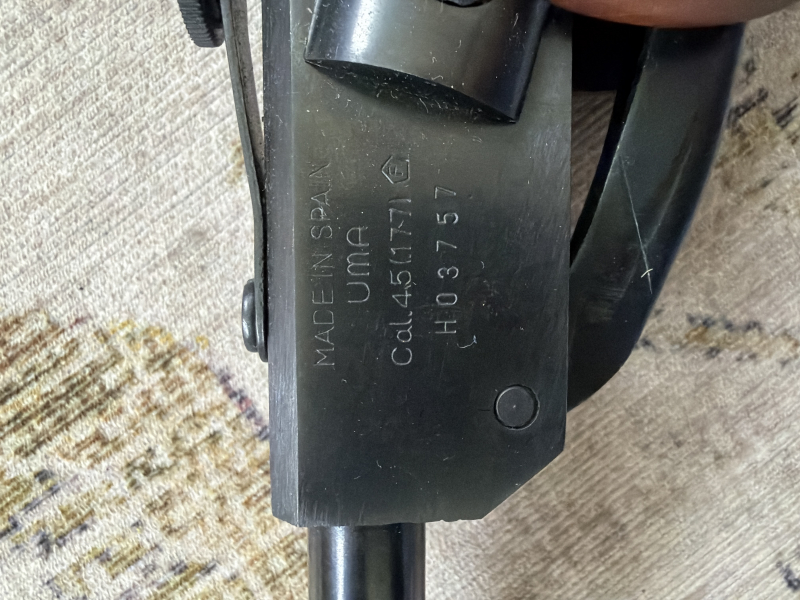 MADE IN SPAIN
UMA
Cal. 4,5 (.177) F
H03757